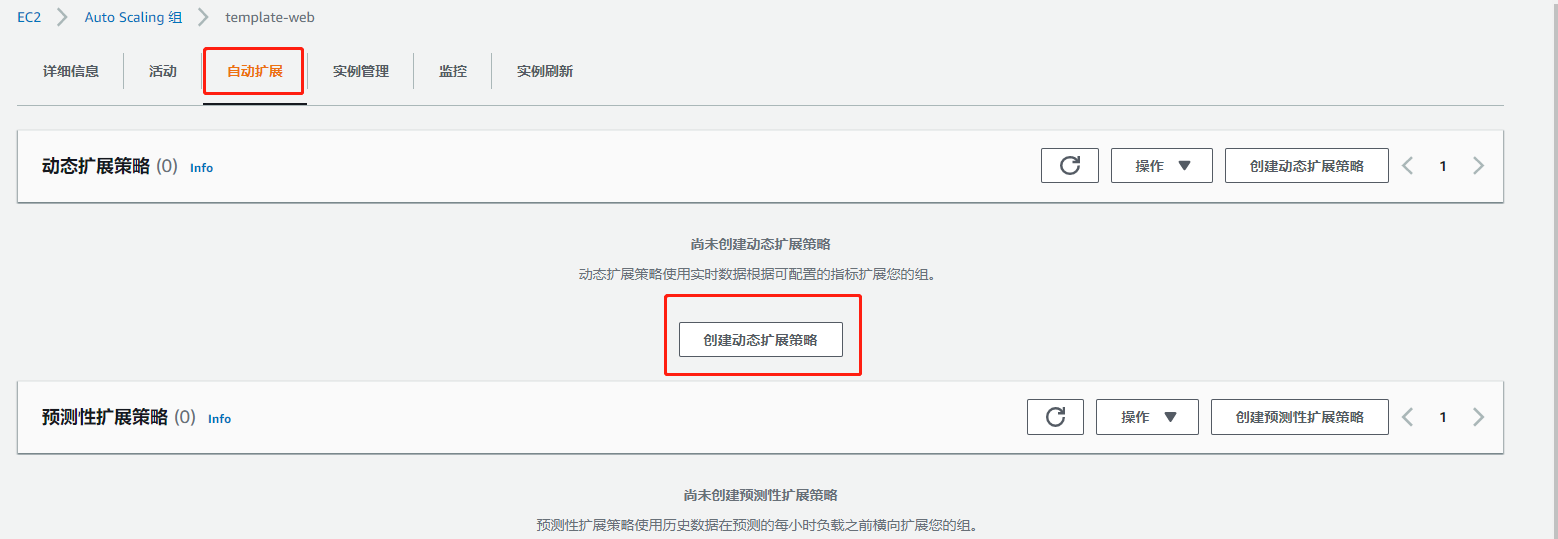 EC2 Auto Scaling 组 template-web
详细信息 活动 自动扩展 实例管理 监控 实例刷新
动态扩展策略 (0) Info 操作 创建动态扩展策略 1
尚未创建动态扩展策略
动态扩展策略使用实时数据根据可配置的指标扩展您的组。
创建动态扩展策略
预测性扩展策略 (0) Info 操作 创建预测性扩展策略 1
尚未创建预测性扩展策略
预测性扩展策略使用历史数据在预测的每小时负载之前横向扩展您的组。